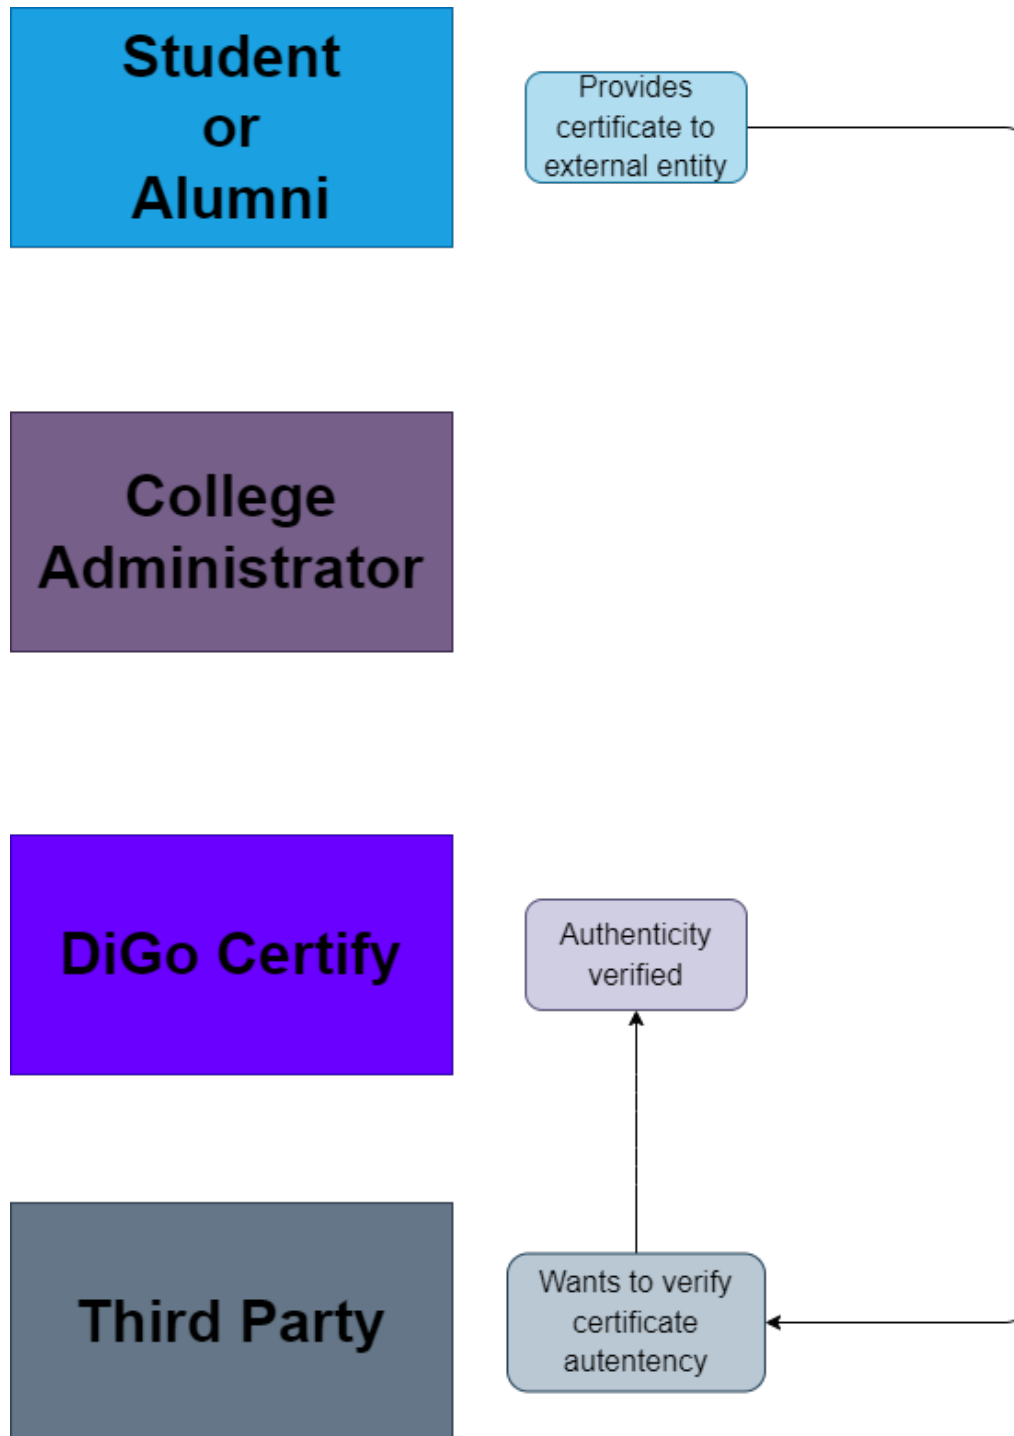 Student
or
Alumni
Provides
certificate to
external entity
College
Administrator
DiGo Certify
Authenticity
verified
Third Party
Wants to verify
certificate
autentency